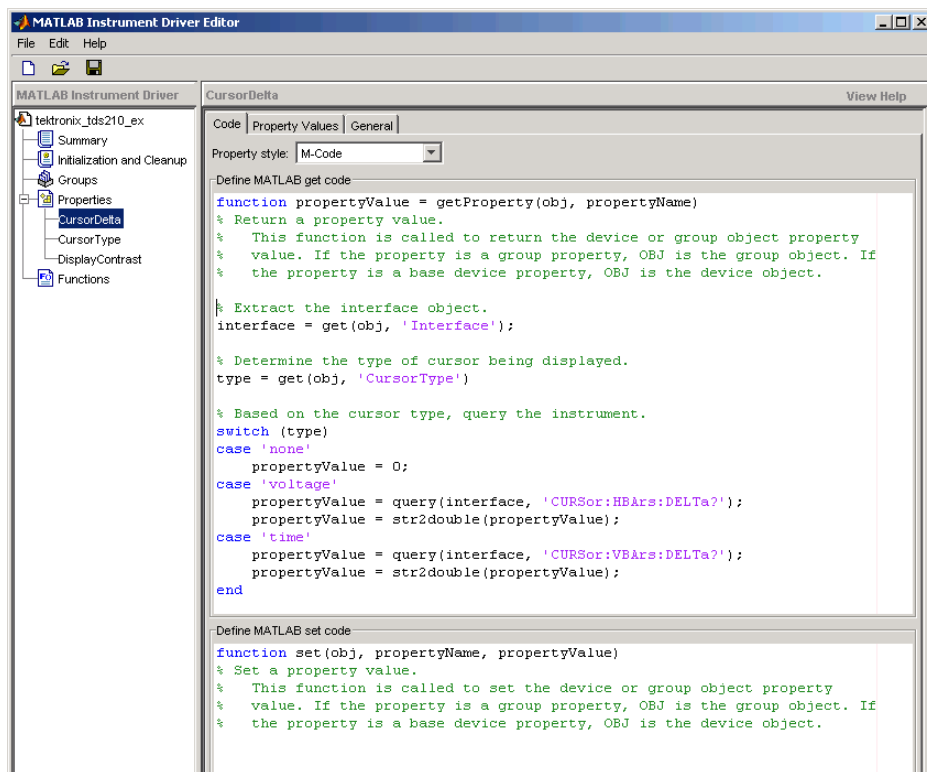 MATLAB Instrument Driver Editor
File Edit Help
MATLAB Instrument Driver
tektronix_tds210_ex
Summary
Initialization and Cleanup
Groups
Properties
CursorDelta
CursorType
DisplayContrast
Functions
CursorDelta View Help
Code Property Values General
Property style: M-Code
Define MATLAB get code
function propertyValue = getProperty(obj, propertyName)
% Return a property value.
%   This function is called to return the device or group object property
%   value. If the property is a group property, OBJ is the group object. If
%   the property is a base device property, OBJ is the device object.
% Extract the interface object.
interface = get(obj, 'Interface');
% Determine the type of cursor being displayed.
type = get(obj, 'CursorType')
% Based on the cursor type, query the instrument.
switch (type)
case 'none'
    propertyValue = 0;
case 'voltage'
    propertyValue = query(interface, 'CURSor:HBArs:DELTa?');
    propertyValue = str2double(propertyValue);
case 'time'
    propertyValue = query(interface, 'CURSor:VBArs:DELTa?');
    propertyValue = str2double(propertyValue);
end
Define MATLAB set code
function set(obj, propertyName, propertyValue)
% Set a property value.
%   This function is called to set the device or group object property
%   value. If the property is a group property, OBJ is the group object. If
%   the property is a base device property, OBJ is the device object.